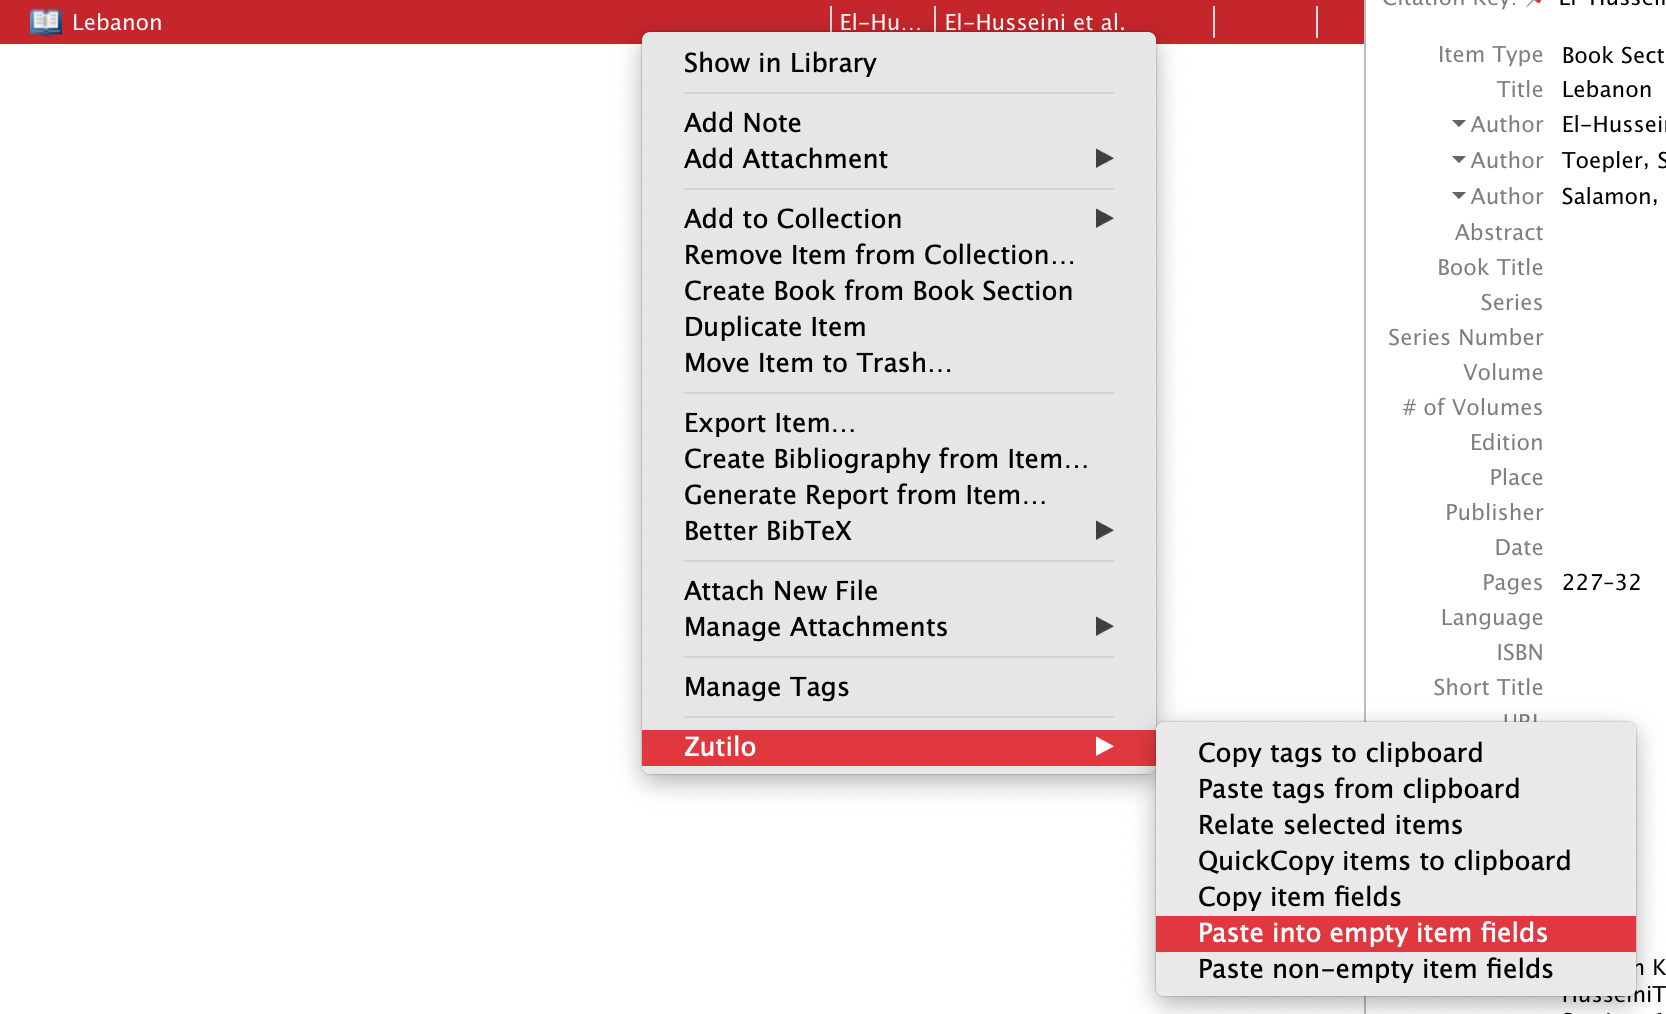 Lebanon El-Hu... El-Husseini et al.
Show in Library
Add Note
Add Attachment
Add to Collection
Remove Item from Collection...
Create Book from Book Section
Duplicate Item
Move Item to Trash...
Export Item...
Create Bibliography from Item...
Generate Report from Item...
Better BibTeX
Attach New File
Manage Attachments
Manage Tags
Zutilo
Copy tags to clipboard
Paste tags from clipboard
Relate selected items
QuickCopy items to clipboard
Copy item fields
Paste into empty item fields
Paste non-empty item fields
Citation Key:
Item Type Book Sect
Title Lebanon
Author El-Hussei
Author Toepler, S
Author Salamon,
Abstract
Book Title
Series
Series Number
Volume
# of Volumes
Edition
Place
Publisher
Date
Pages 227-32
Language
ISBN
Short Title
URL